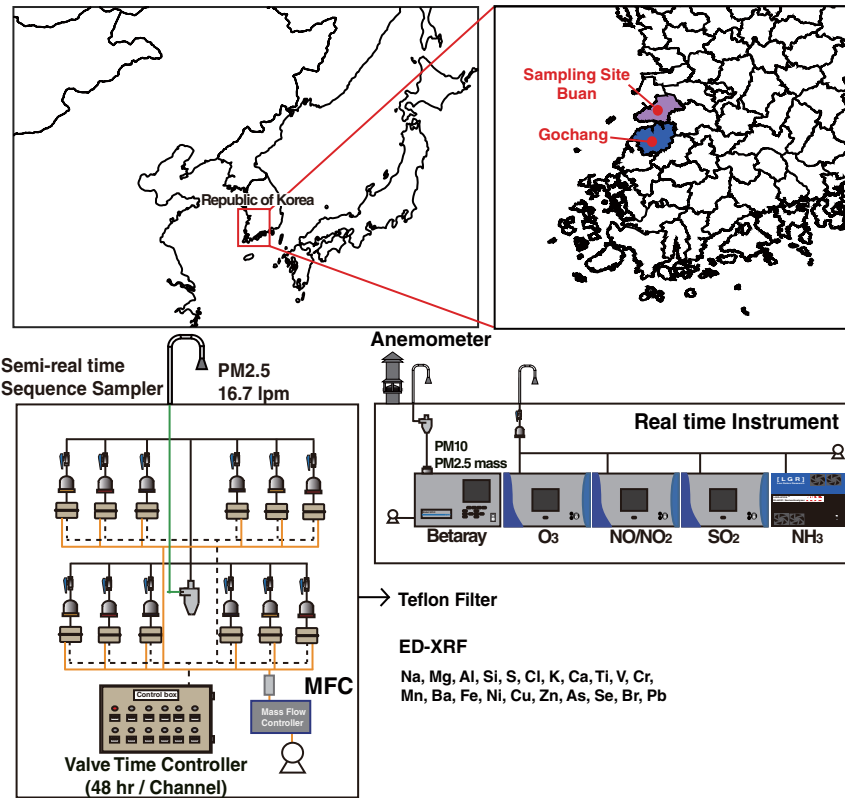 Republic of Korea
Sampling Site
Buan
Gochang
Semi-real time
Sequence Sampler
PM2.5
16.7 lpm
Anemometer
Real time Instrument
PM10
PM2.5 mass
[LGR]
Betaray
O3
NO/NO2
SO2
NH3
Teflon Filter
ED-XRF
Na, Mg, Al, Si, S, Cl, K, Ca, Ti, V, Cr,
Mn, Ba, Fe, Ni, Cu, Zn, As, Se, Br, Pb
MFC
Control box
Mass Flow
Controller
Valve Time Controller
(48 hr / Channel)